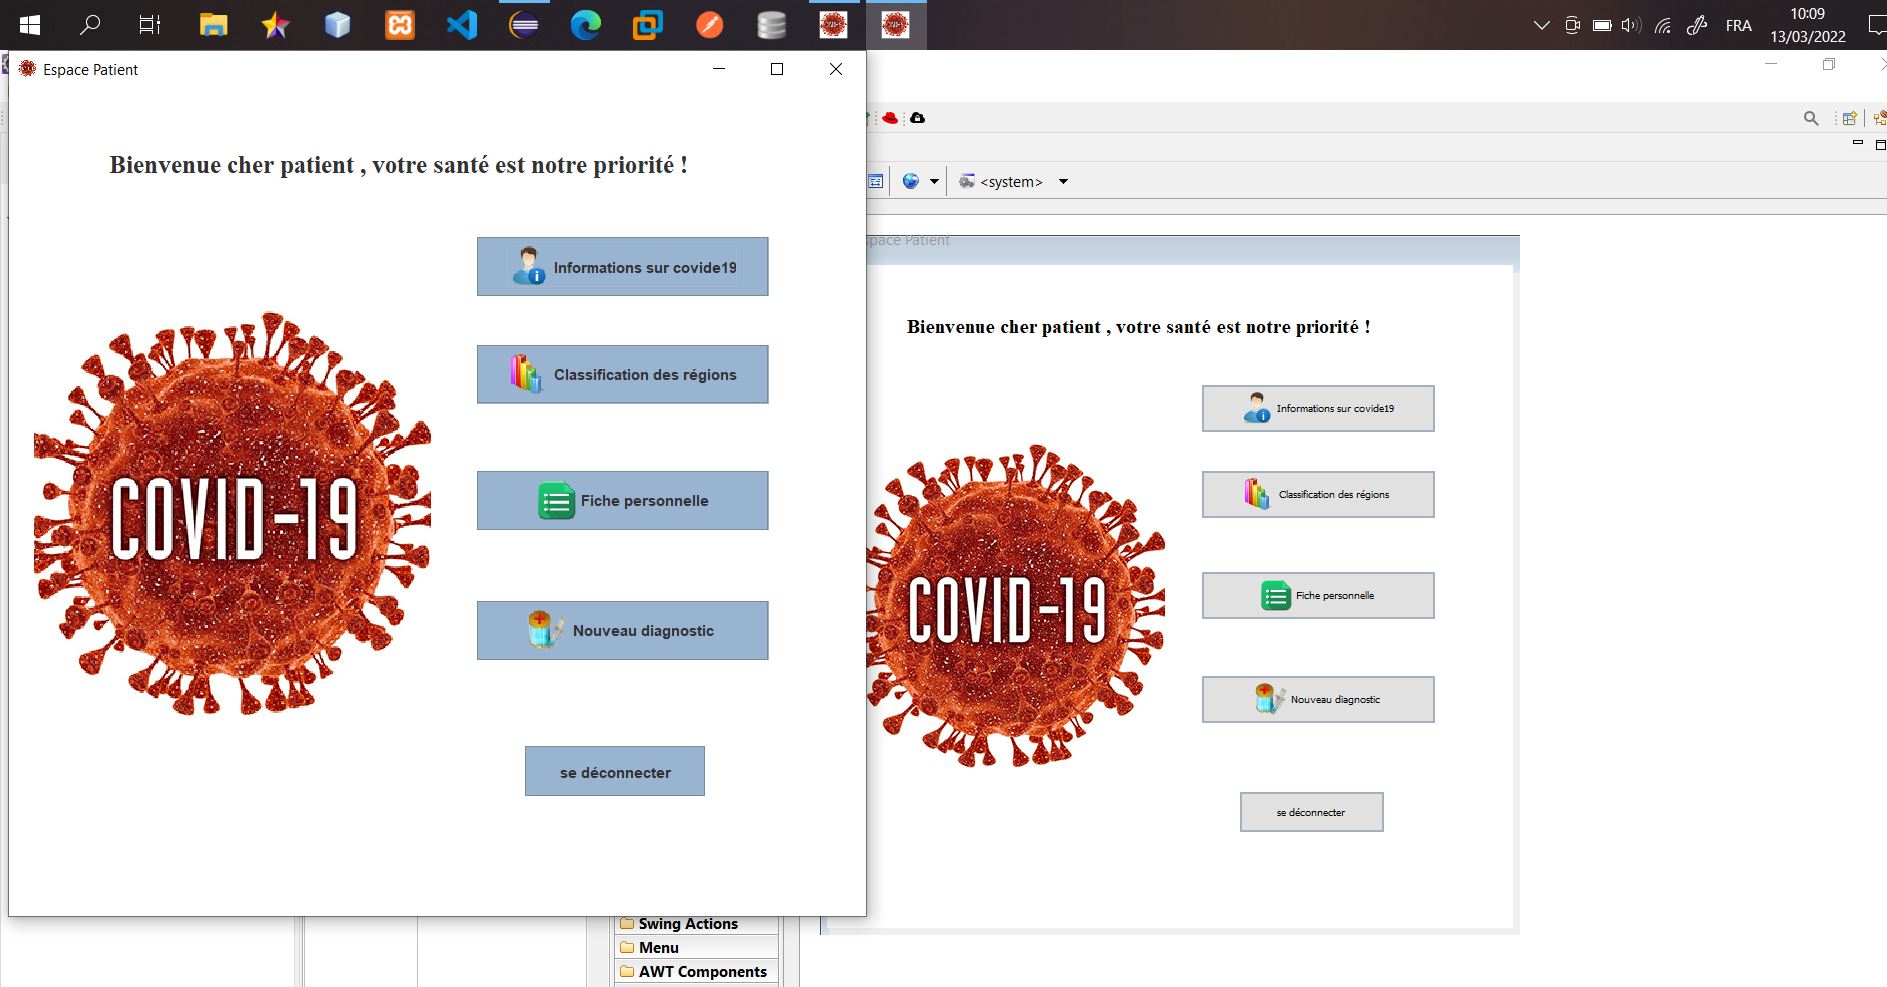 FRA
10:09
13/03/2022
Espace Patient
Bienvenue cher patient , votre santé est notre priorité !
Informations sur covide19
Classification des régions
COVID-19
Fiche personnelle
Nouveau diagnostic
se déconnecter
<system>
space Patient
Bienvenue cher patient , votre santé est notre priorité !
Informations sur covide19
Classification des régions
COVID-19
Fiche personnelle
Nouveau diagnostic
se déconnecter
Swing Actions
Menu
AWT Components